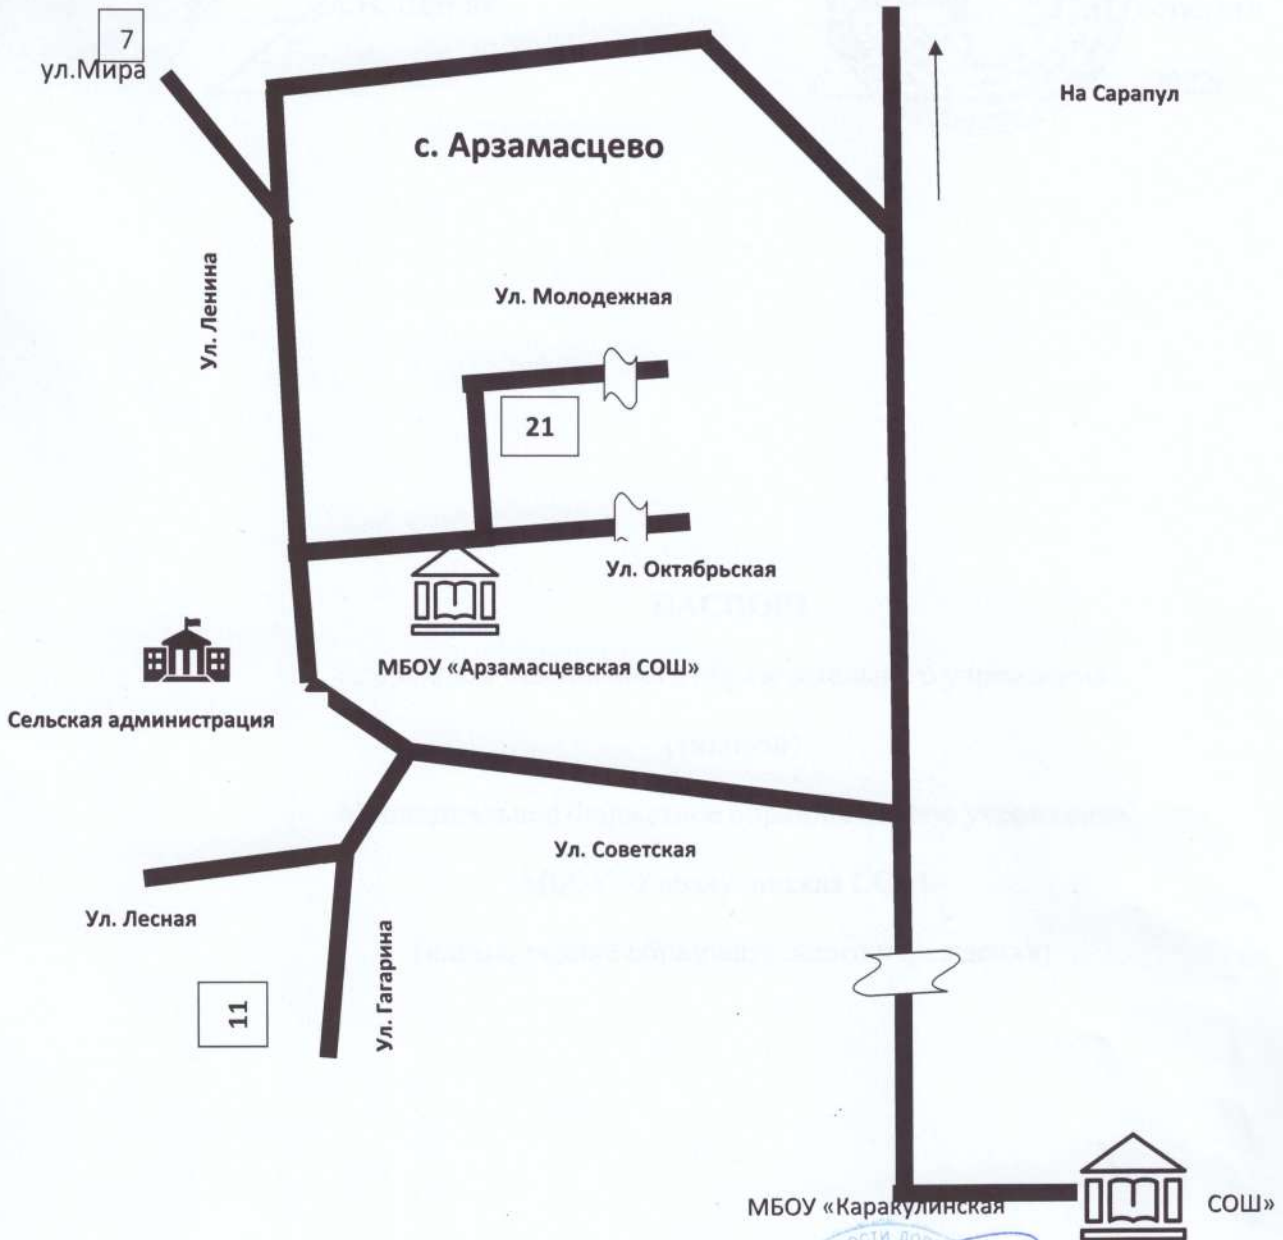 7
ул.Мира
На Сарапул
с. Арзамасцево
Ул. Ленина
Ул. Молодежная
21
Ул. Октябрьская
МБОУ «Арзамасцевская СОШ»
Сельская администрация
Ул. Советская
Ул. Лесная
Ул. Гагарина
11
МБОУ «Каракулинская СОШ»